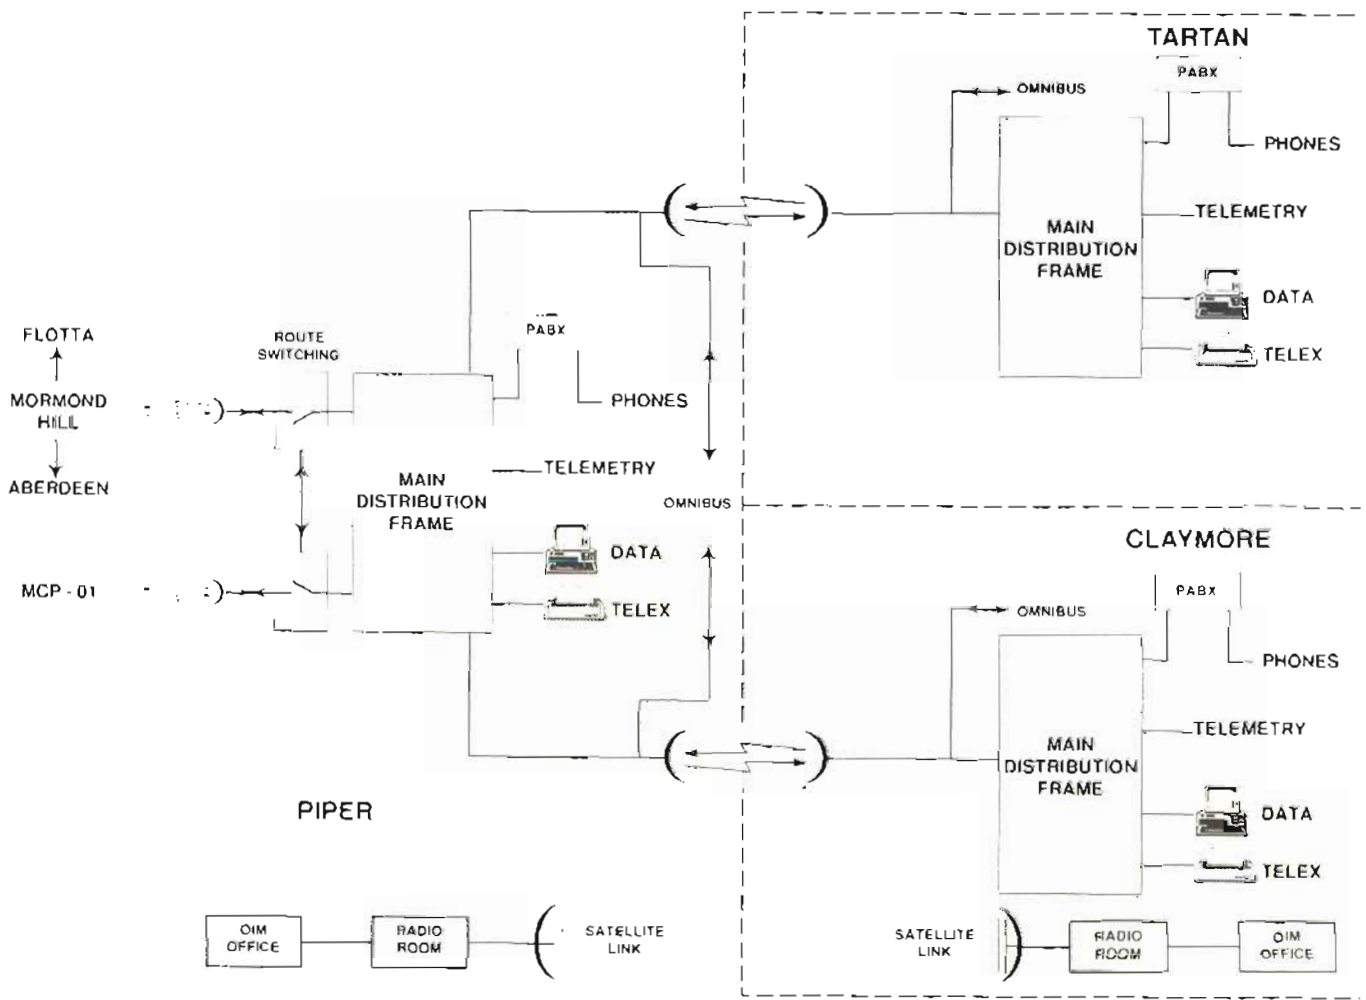 TARTAN
PABX
OMNIBUS
PHONES
TELEMETRY
MAIN
DISTRIBUTION
FRAME
DATA
TELEX
FLOTTA
MORMOND
HILL
ABERDEEN
MCP - 01
ROUTE
SWITCHING
PABX
PHONES
MAIN
DISTRIBUTION
FRAME
TELEMETRY
DATA
TELEX
OMNIBUS
CLAYMORE
PABX
OMNIBUS
PHONES
TELEMETRY
MAIN
DISTRIBUTION
FRAME
DATA
TELEX
PIPER
OIM
OFFICE
RADIO
ROOM
SATELLITE
LINK
SATELLITE
LINK
RADIO
ROOM
OIM
OFFICE